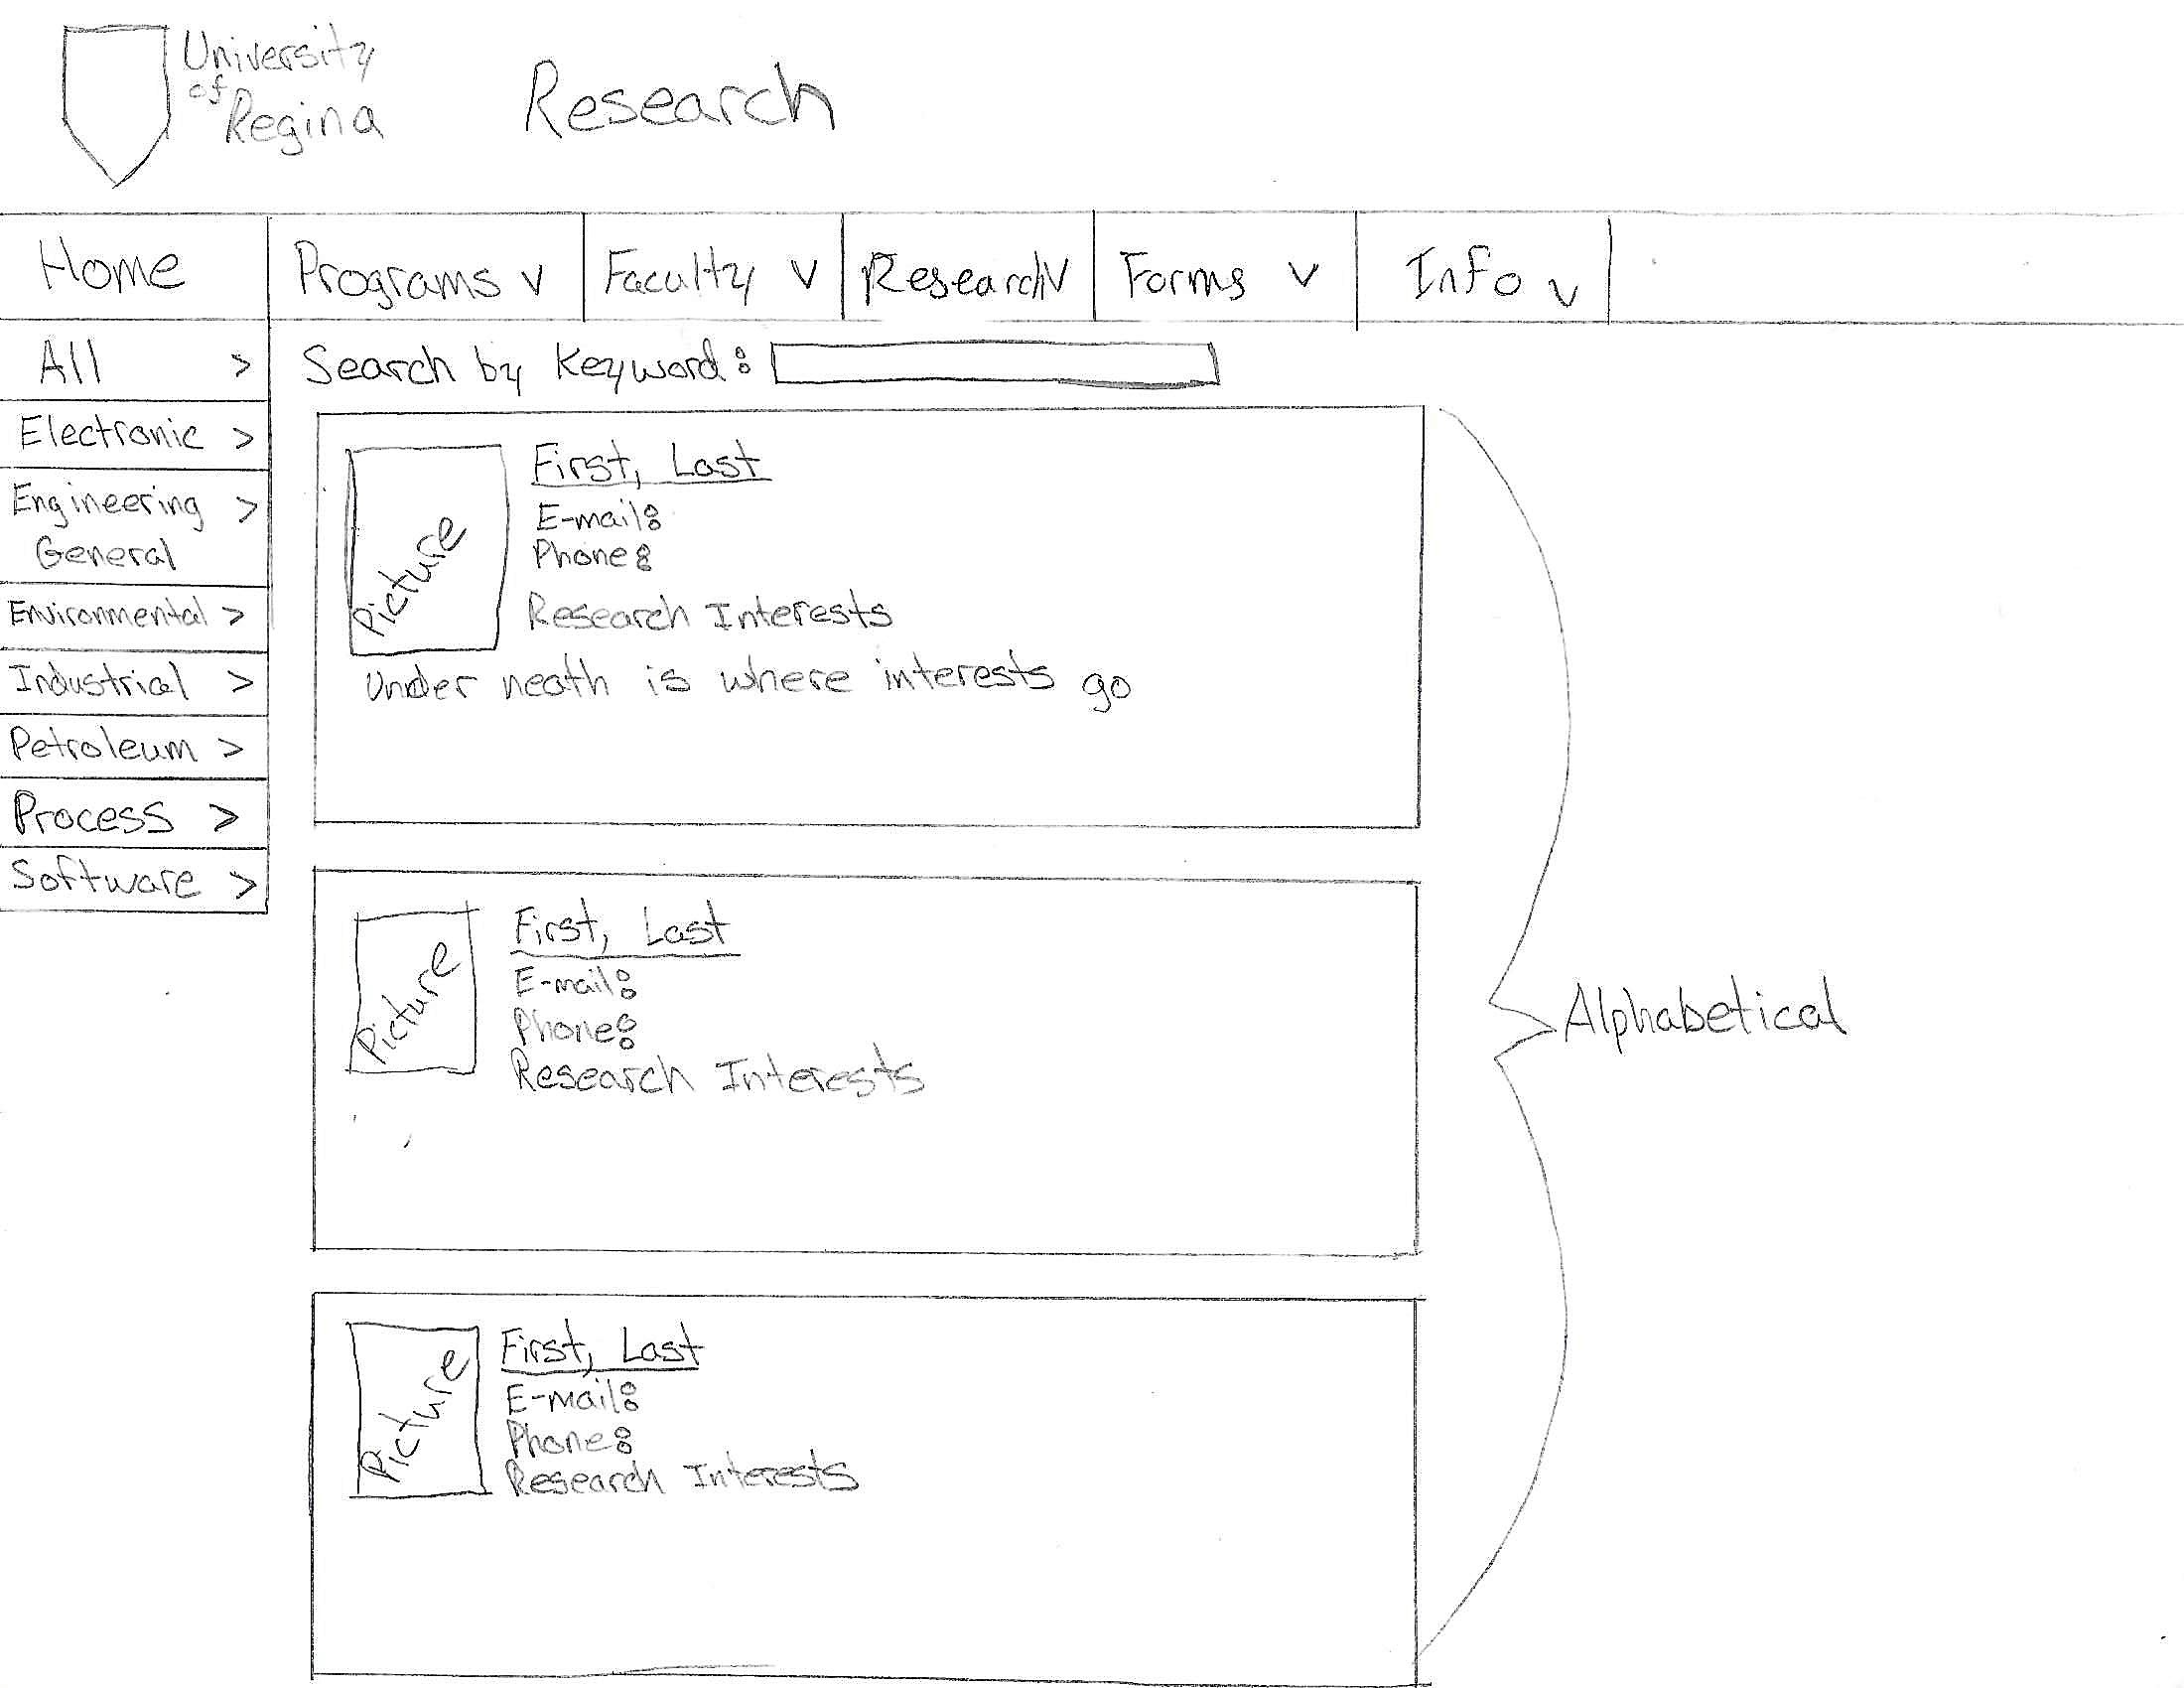 University
of
Regina
Research
Home
Programs v
Faculty v
Research v
Forms v
Info v
All >
Electronic >
Engineering >
General
Environmental >
Industrial >
Petroleum >
Process >
Software >
Search by Keyword:
Picture
First, Last
E-mail:
Phone:
Research Interests
Under neath is where interests go
Picture
First, Last
E-mail:
Phone:
Research Interests
Alphabetical
Picture
First, Last
E-mail:
Phone:
Research Interests